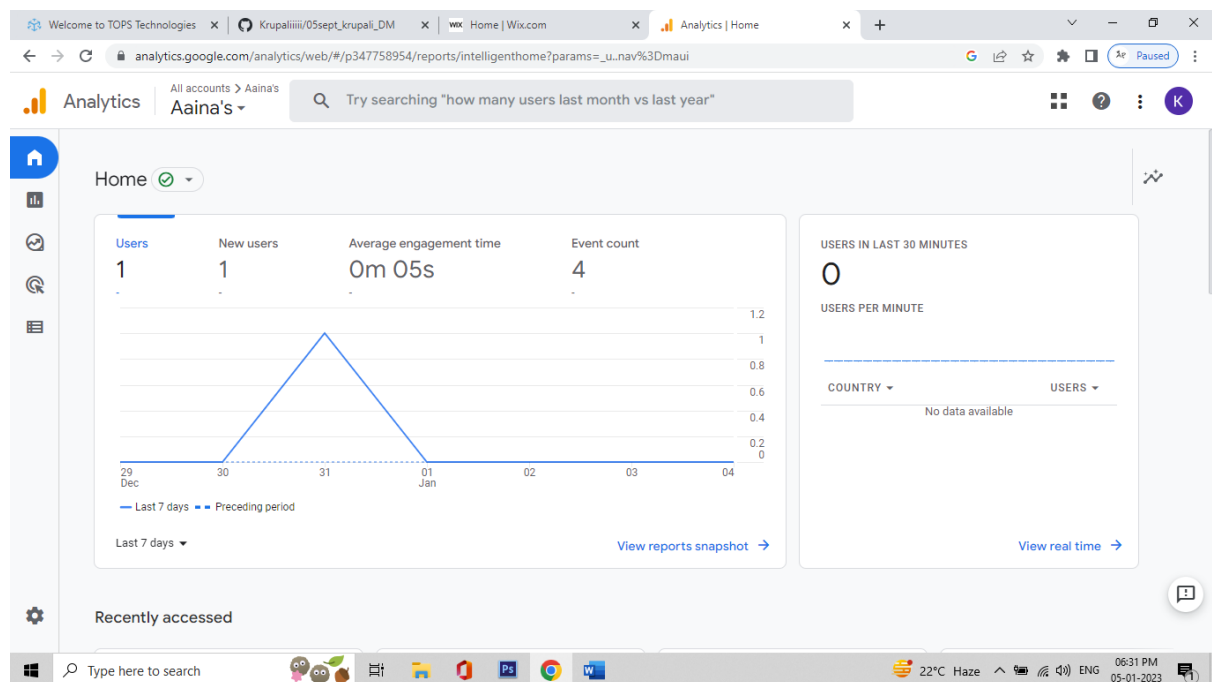 Welcome to TOPS Technologies
Krupaliiiii/05sept_krupali_DM
WIX Home | Wix.com
Analytics | Home
analytics.google.com/analytics/web/#/p347758954/reports/intelligenthome?params=_u..nav%3Dmaui
Paused
Analytics
All accounts > Aaina's
Aaina's
Try searching "how many users last month vs last year"
K
Home
Users New users Average engagement time Event count
1 1 0m 05s 4
- - - -
1.2
1
0.8
0.6
0.4
0.2
0
29 30 31 01 02 03 04
Dec Jan
Last 7 days Preceding period
Last 7 days
View reports snapshot
USERS IN LAST 30 MINUTES
0
USERS PER MINUTE
COUNTRY USERS
No data available
View real time
Recently accessed
Type here to search
Ps
22°C Haze
ENG
06:31 PM
05-01-2023